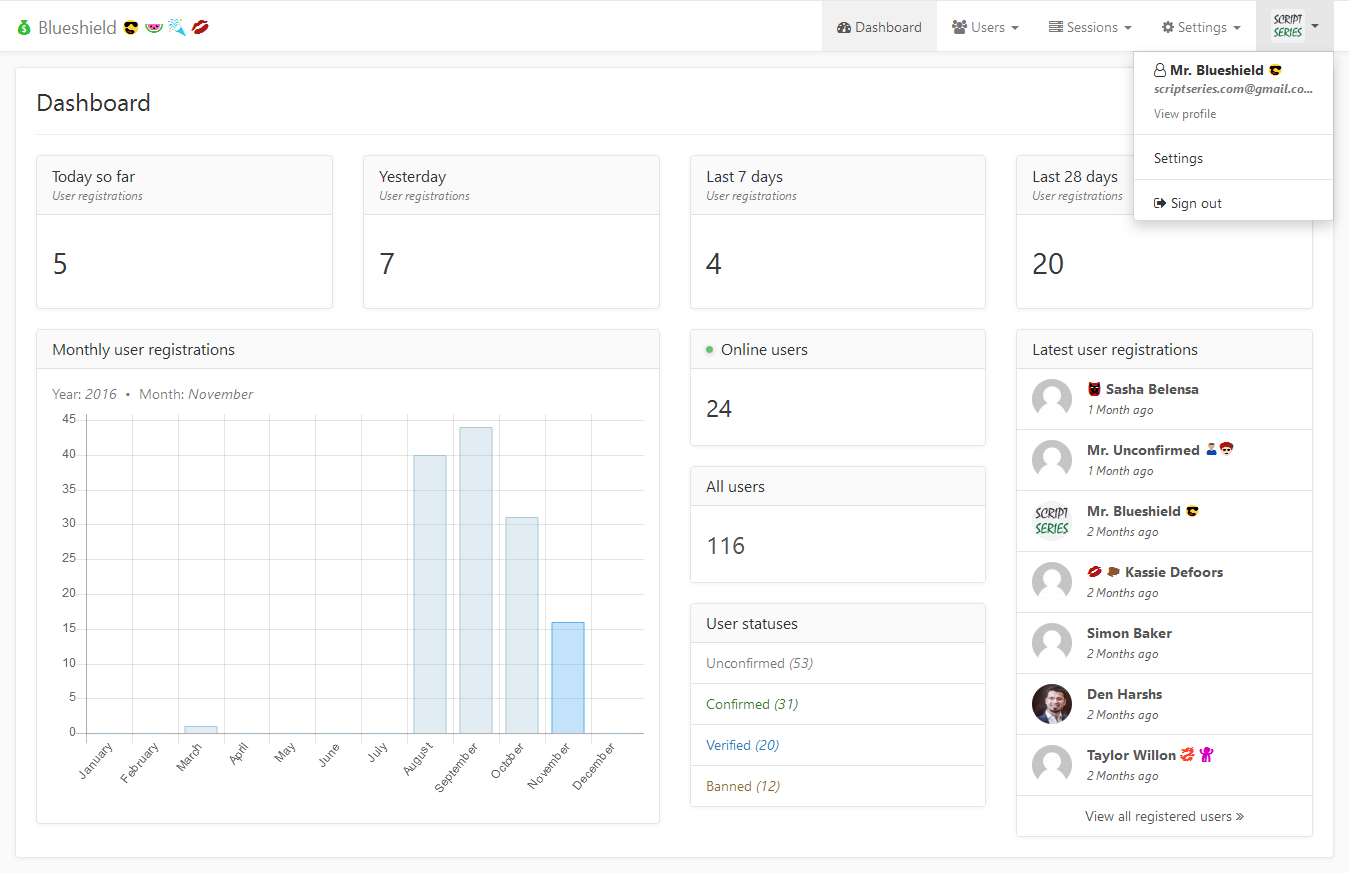 Blueshield
Dashboard
Users
Sessions
Settings
SCRIPT
SERIES
Mr. Blueshield
scriptseries.com@gmail.co...
View profile
Settings
Sign out
Dashboard
Today so far
User registrations
5
Yesterday
User registrations
7
Last 7 days
User registrations
4
Last 28 days
User registrations
20
Monthly user registrations
Year: 2016 • Month: November
45
40
35
30
25
20
15
10
5
0
January
February
March
April
May
June
July
August
September
October
November
December
Online users
24
All users
116
User statuses
Unconfirmed (53)
Confirmed (31)
Verified (20)
Banned (12)
Latest user registrations
Sasha Belensa
1 Month ago
Mr. Unconfirmed
1 Month ago
SCRIPT
SERIES
Mr. Blueshield
2 Months ago
Kassie Defoors
2 Months ago
Simon Baker
2 Months ago
Den Harshs
2 Months ago
Taylor Willon
2 Months ago
View all registered users »